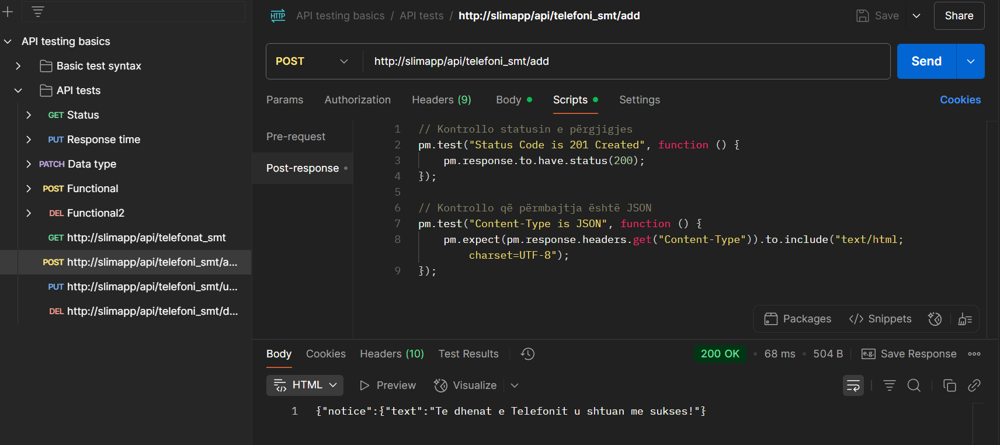 API testing basics
Basic test syntax
API tests
GET Status
PUT Response time
PATCH Data type
POST Functional
DEL Functional2
GET http://slimapp/api/telefonat_smt
POST http://slimapp/api/telefoni_smt/a...
PUT http://slimapp/api/telefoni_smt/u...
DEL http://slimapp/api/telefoni_smt/d...
HTTP API testing basics / API tests / http://slimapp/api/telefoni_smt/add
Save
Share
POST http://slimapp/api/telefoni_smt/add
Send
Params Authorization Headers (9) Body Scripts Settings Cookies
Pre-request
Post-response
1 // Kontrollo statusin e përgjigjes
2 pm.test("Status Code is 201 Created", function () {
3 pm.response.to.have.status(200);
4 });
5
6 // Kontrollo që përmbajtja është JSON
7 pm.test("Content-Type is JSON", function () {
8 pm.expect(pm.response.headers.get("Content-Type")).to.include("text/html;
charset=UTF-8");
9 });
Packages </> Snippets
Body Cookies Headers (10) Test Results
200 OK • 68 ms • 504 B e.g. Save Response
HTML Preview Visualize
1 {"notice":{"text":"Te dhenat e Telefonit u shtuan me sukses!"}